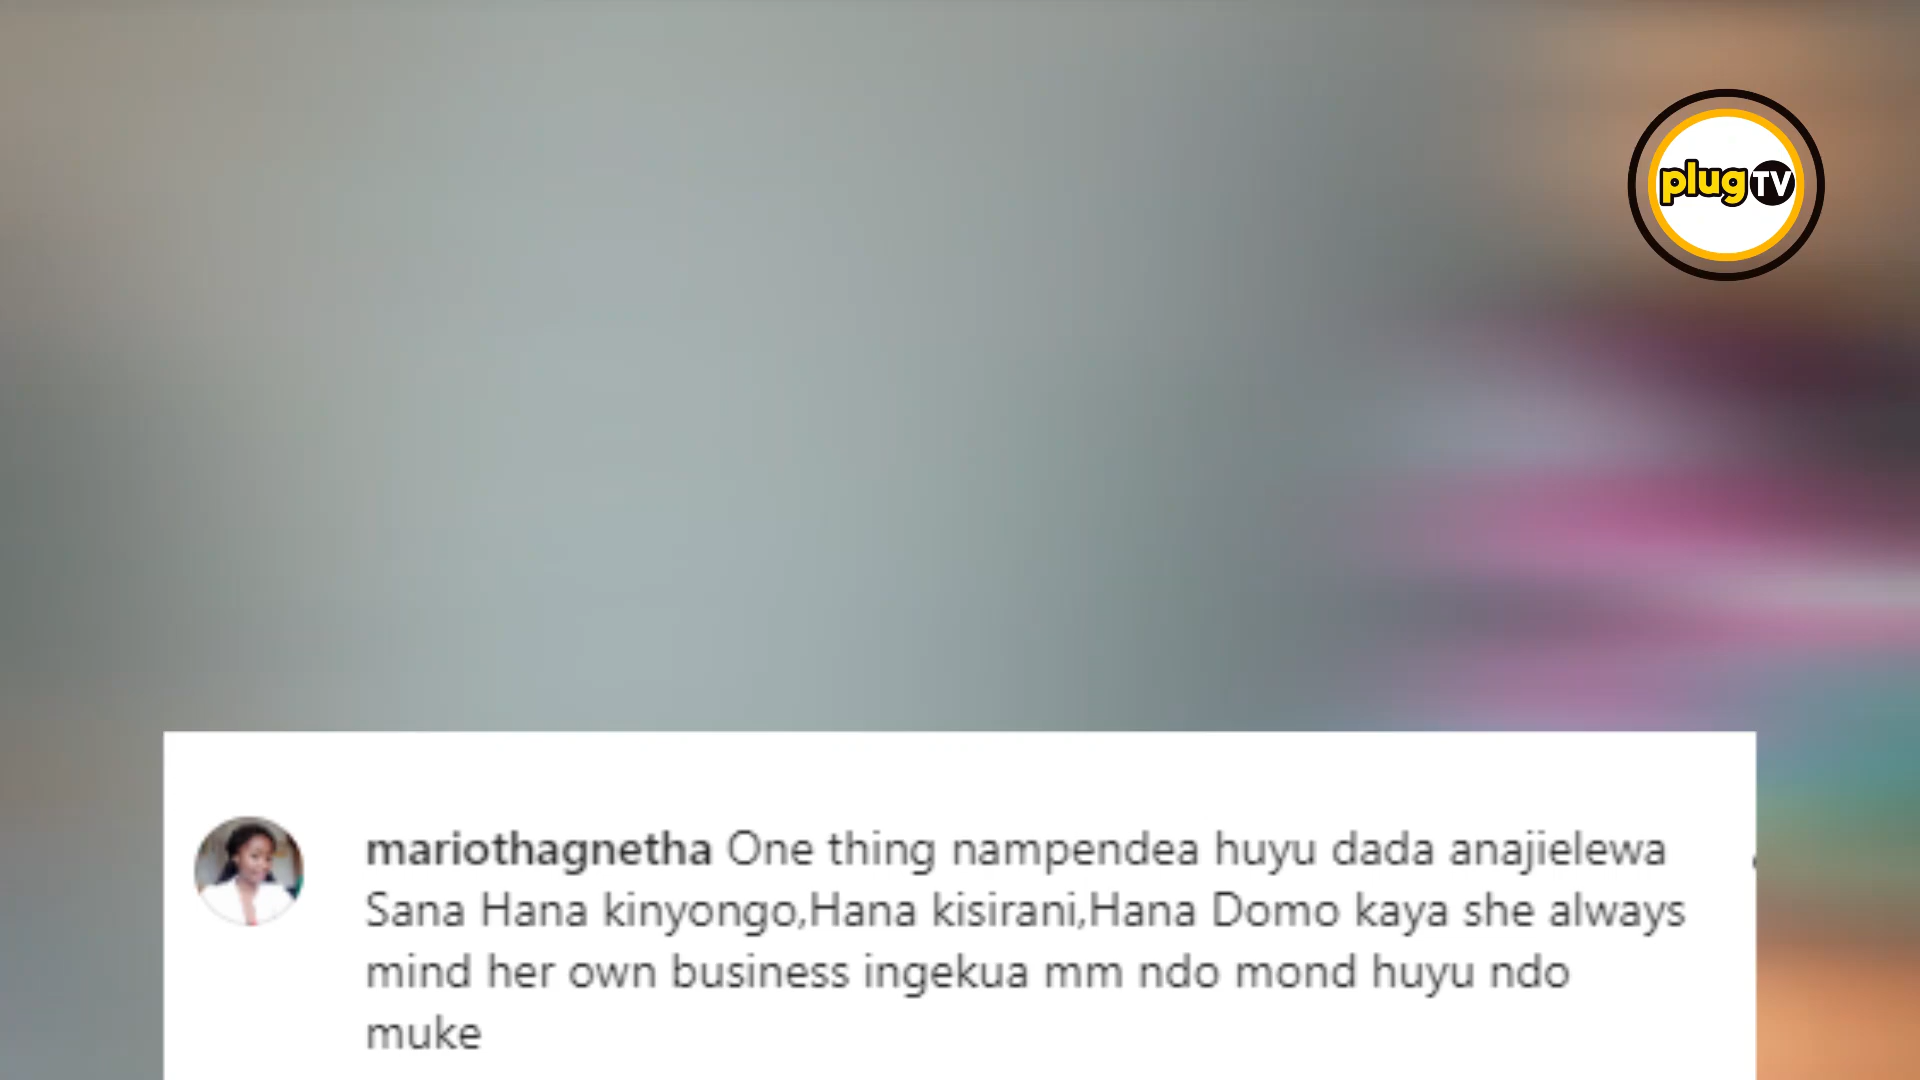 plug TV
mariothagnetha One thing nampendea huyu dada anajielewa
Sana Hana kinyongo,Hana kisirani,Hana Domo kaya she always
mind her own business ingekua mm ndo mond huyu ndo
muke